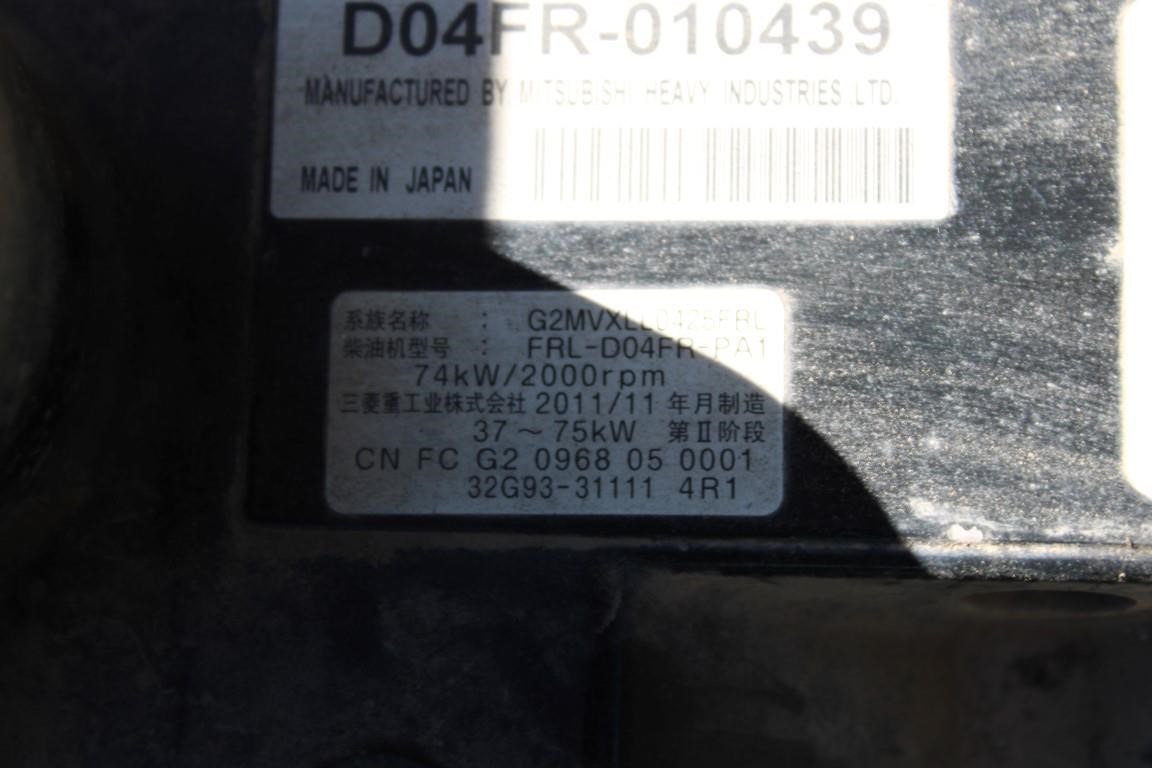 D04FR-010439
MANUFACTURED BY MITSUBISHI HEAVY INDUSTRIES,LTD.
MADE IN JAPAN
系族名称 :
柴油机型号 : FRL-D04FR-PA1
74kW/2000rpm
三菱重工业株式会社 2011/11 年月制造
37～75kW 第Ⅱ阶段
CN FC G2 0968 05 0001
32G93-31111 4R1